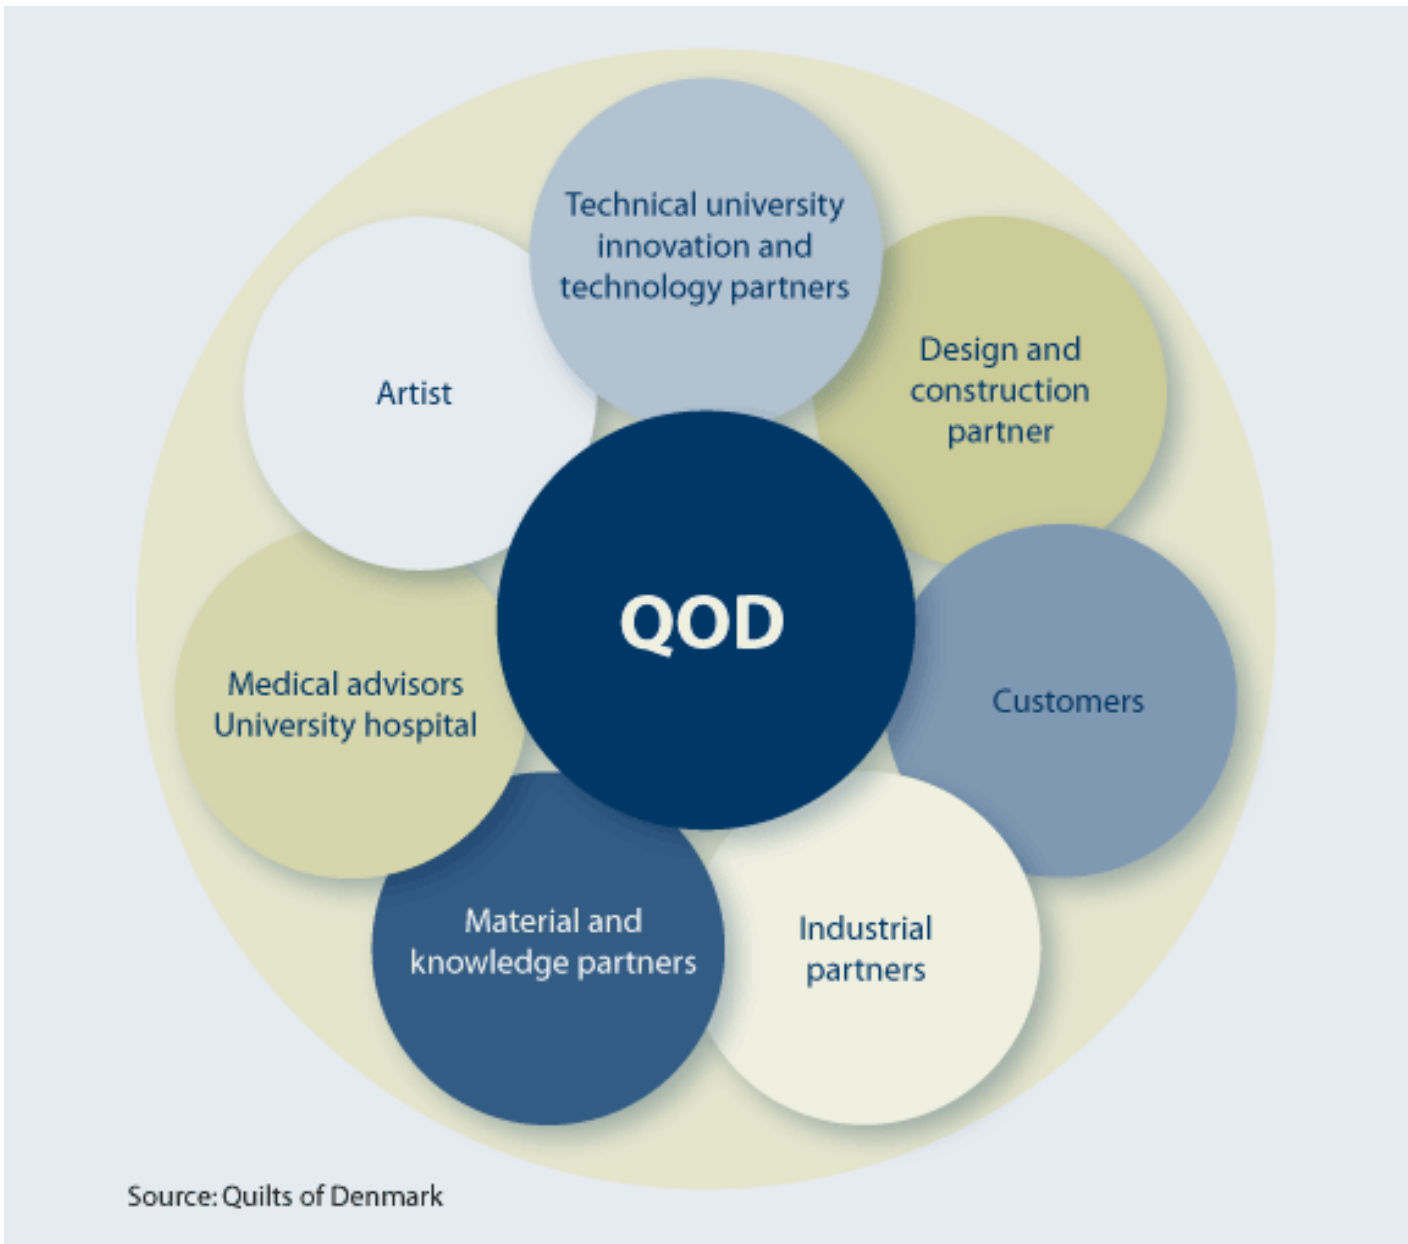 Technical university
innovation and
technology partners
Design and
construction
partner
Artist
QOD
Customers
Medical advisors
University hospital
Material and
knowledge partners
Industrial
partners
Source: Quilts of Denmark